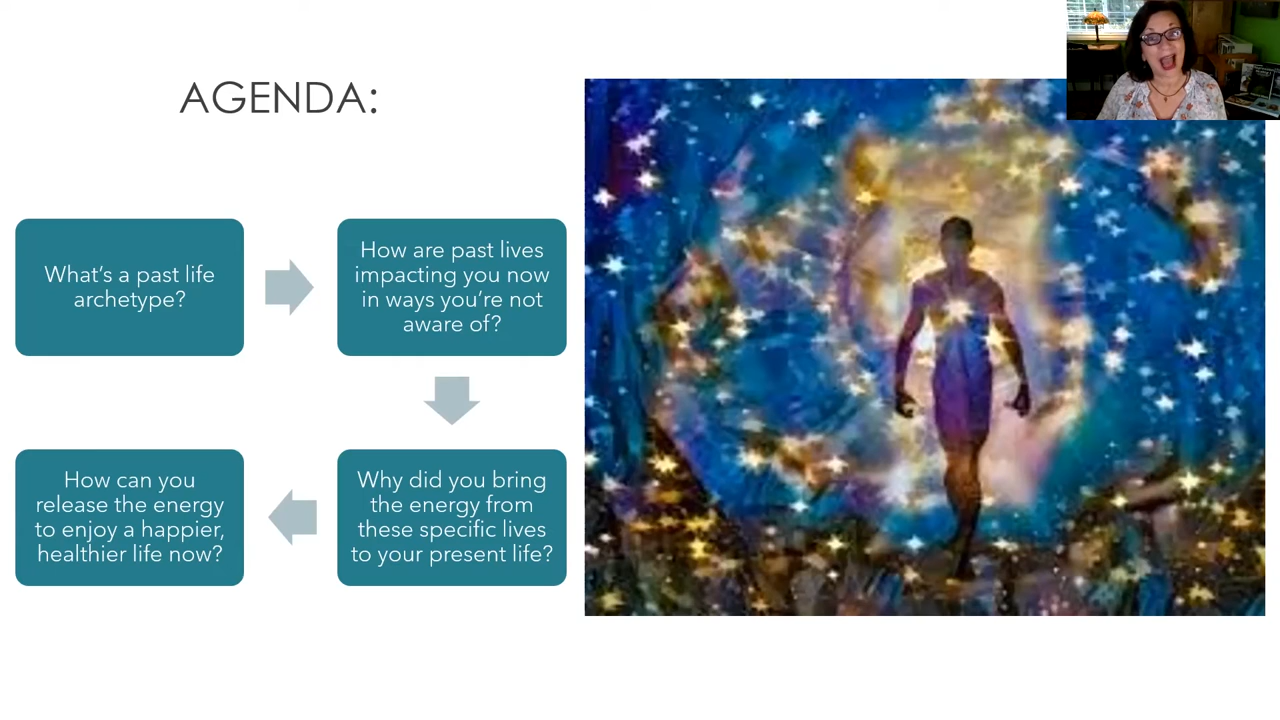 AGENDA:
What's a past life
archetype?
How are past lives
impacting you now
in ways you're not
aware of?
Why did you bring
the energy from
these specific lives
to your present life?
How can you
release the energy
to enjoy a happier,
healthier life now?